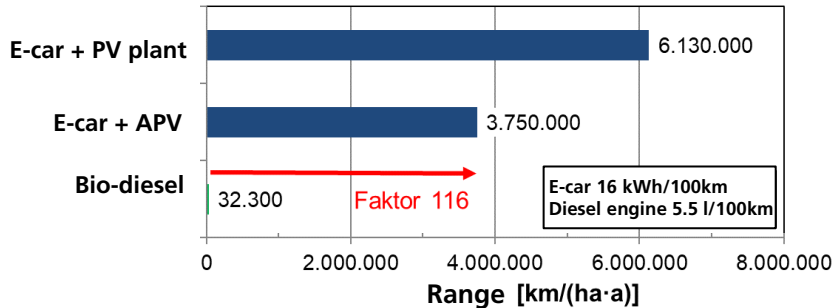 E-car + PV plant
6.130.000
E-car + APV
3.750.000
Bio-diesel
32.300
Faktor 116
E-car 16 kWh/100km
Diesel engine 5.5 l/100km
0 2.000.000 4.000.000 6.000.000 8.000.000
Range [km/(ha·a)]